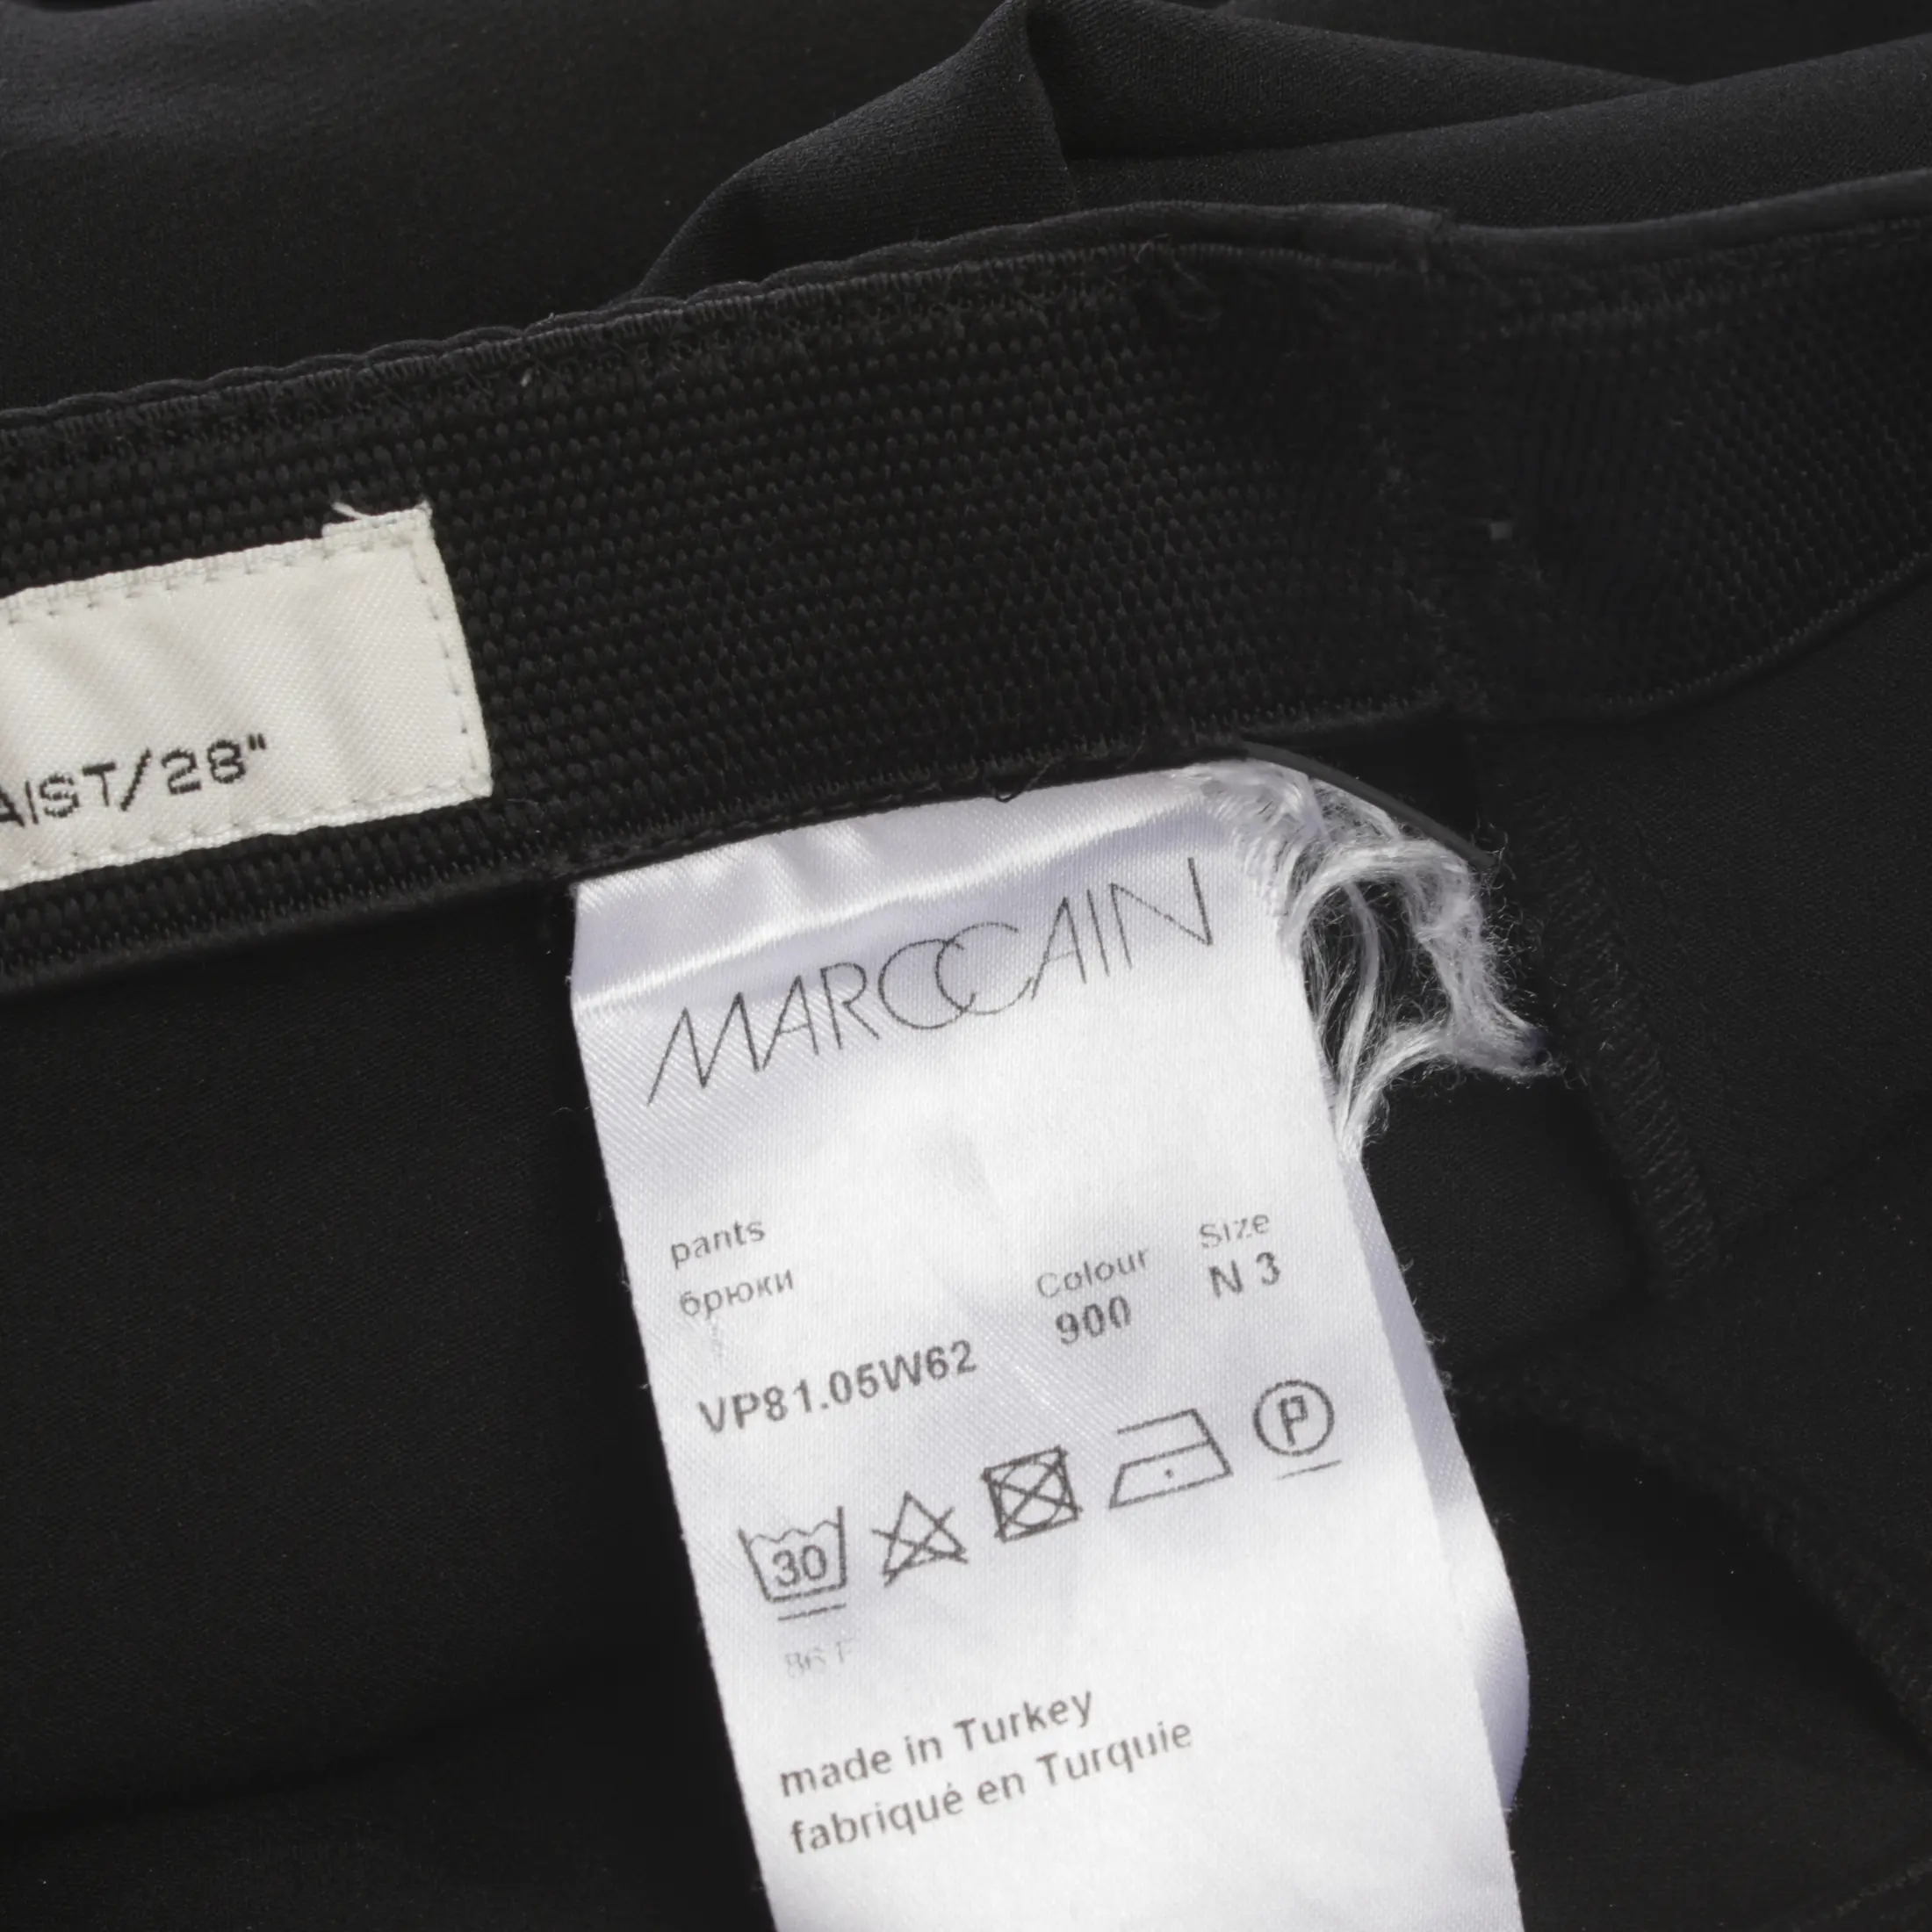 AIST/28"
MARCCAIN
pants
брюки
Colour Size
VP81.05W62 900 N 3
30
P
86 F
made in Turkey
fabriqué en Turquie